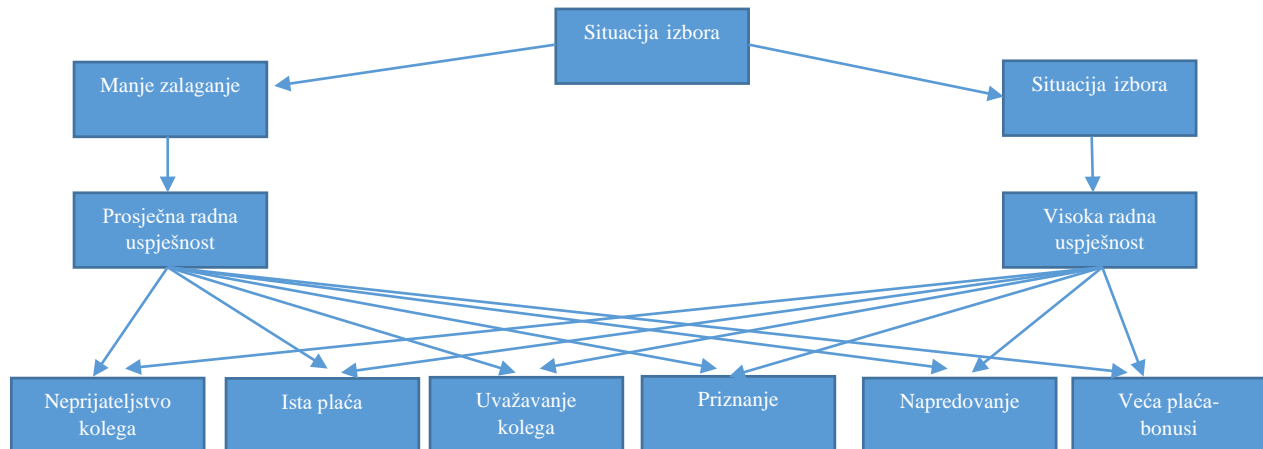 Situacija izbora
Manje zalaganje
Situacija izbora
Prosječna radna
uspješnost
Visoka radna
uspješnost
Neprijateljstvo
kolega
Ista plaća
Uvažavanje
kolega
Priznanje
Napredovanje
Veća plaća-
bonusi